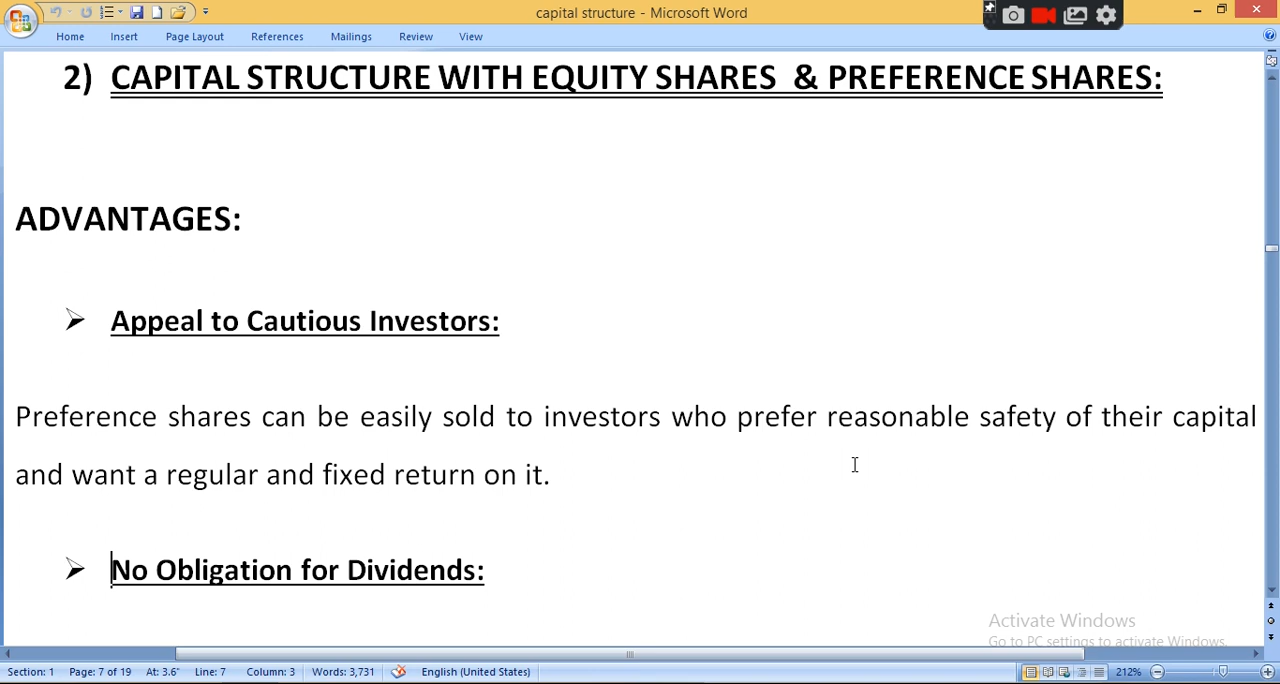 capital structure - Microsoft Word
Home Insert Page Layout References Mailings Review View
2) CAPITAL STRUCTURE WITH EQUITY SHARES & PREFERENCE SHARES:
ADVANTAGES:
➢ Appeal to Cautious Investors:
Preference shares can be easily sold to investors who prefer reasonable safety of their capital
and want a regular and fixed return on it.
➢ No Obligation for Dividends:
Activate Windows
Go to PC settings to activate Windows.
Section: 1 Page: 7 of 19 At: 3.6" Line: 7 Column: 3 Words: 3,731 English (United States) 212%